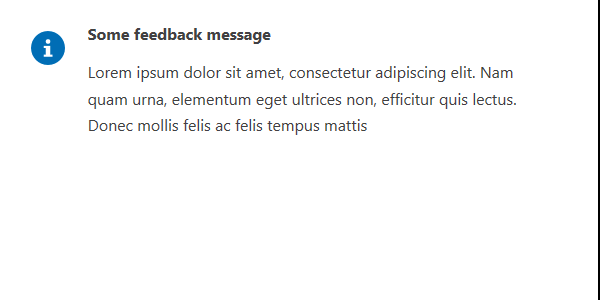 Some feedback message
Lorem ipsum dolor sit amet, consectetur adipiscing elit. Nam
quam urna, elementum eget ultrices non, efficitur quis lectus.
Donec mollis felis ac felis tempus mattis